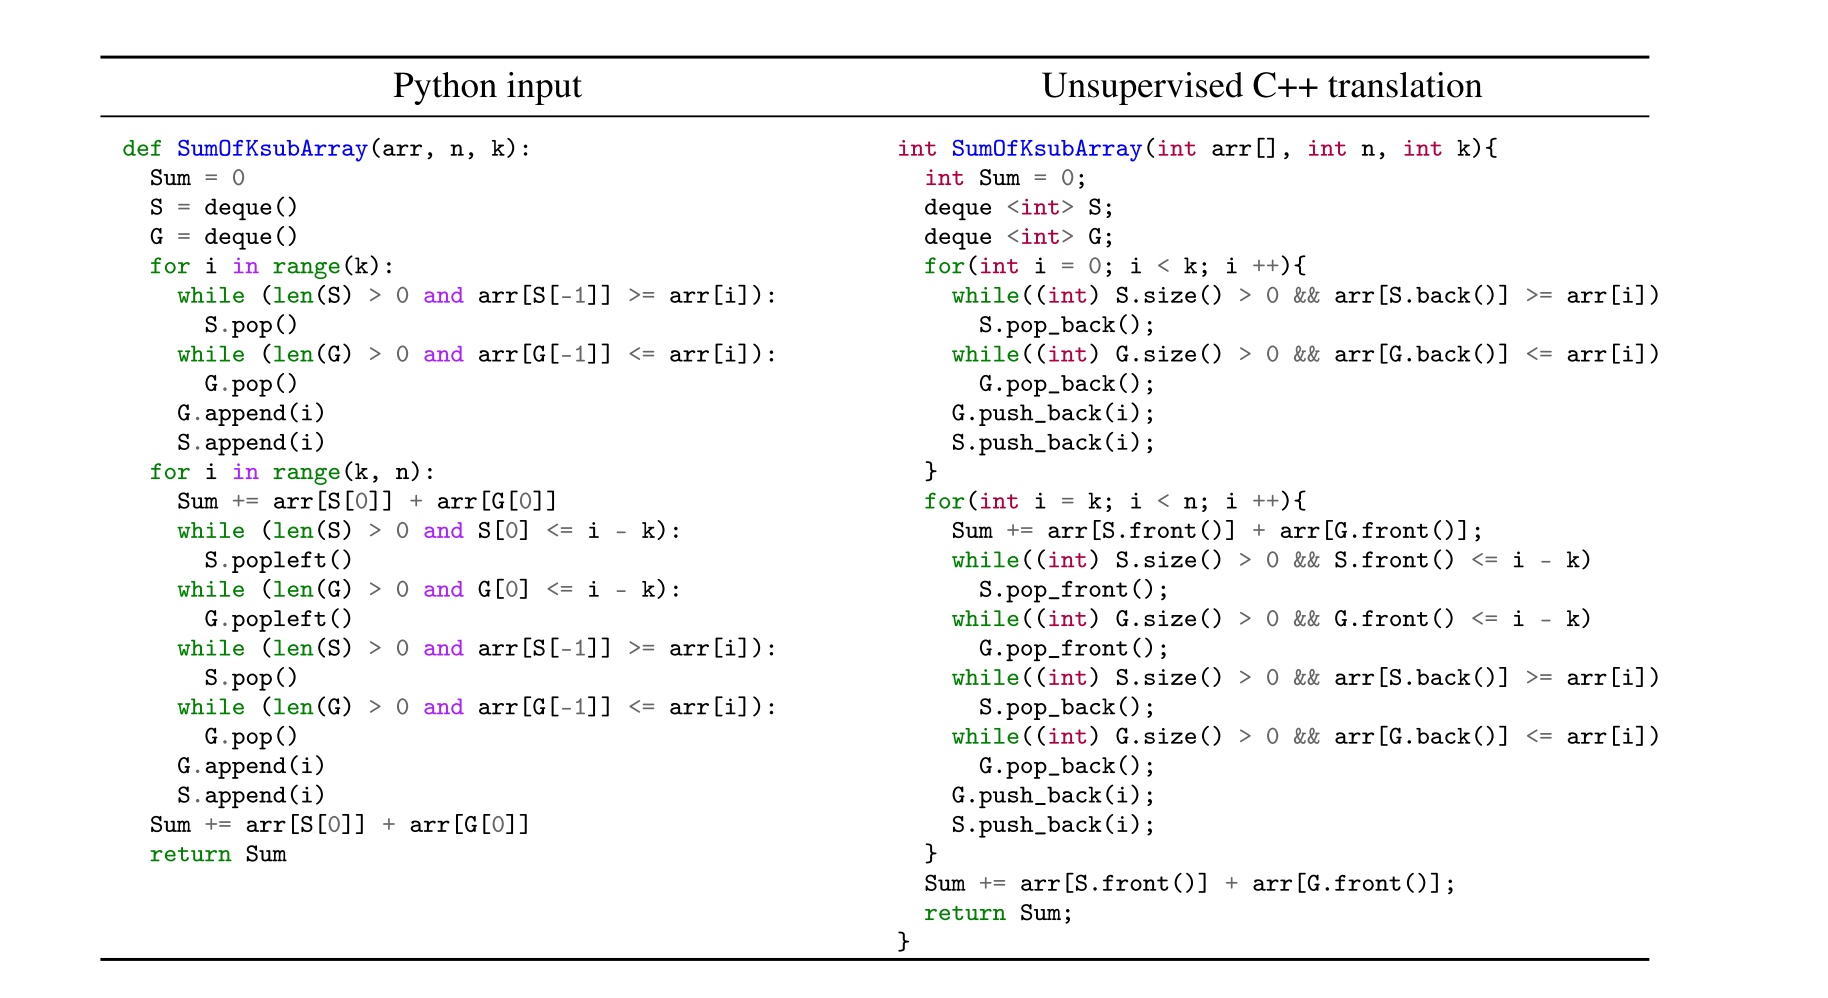 Python input
def SumOfKsubArray(arr, n, k):
  Sum = 0
  S = deque()
  G = deque()
  for i in range(k):
    while (len(S) > 0 and arr[S[-1]] >= arr[i]):
      S.pop()
    while (len(G) > 0 and arr[G[-1]] <= arr[i]):
      G.pop()
    G.append(i)
    S.append(i)
  for i in range(k, n):
    Sum += arr[S[0]] + arr[G[0]]
    while (len(S) > 0 and S[0] <= i - k):
      S.popleft()
    while (len(G) > 0 and G[0] <= i - k):
      G.popleft()
    while (len(S) > 0 and arr[S[-1]] >= arr[i]):
      S.pop()
    while (len(G) > 0 and arr[G[-1]] <= arr[i]):
      G.pop()
    G.append(i)
    S.append(i)
  Sum += arr[S[0]] + arr[G[0]]
  return Sum
Unsupervised C++ translation
int SumOfKsubArray(int arr[], int n, int k){
  int Sum = 0;
  deque <int> S;
  deque <int> G;
  for(int i = 0; i < k; i ++){
    while((int) S.size() > 0 && arr[S.back()] >= arr[i])
      S.pop_back();
    while((int) G.size() > 0 && arr[G.back()] <= arr[i])
      G.pop_back();
    G.push_back(i);
    S.push_back(i);
  }
  for(int i = k; i < n; i ++){
    Sum += arr[S.front()] + arr[G.front()];
    while((int) S.size() > 0 && S.front() <= i - k)
      S.pop_front();
    while((int) G.size() > 0 && G.front() <= i - k)
      G.pop_front();
    while((int) S.size() > 0 && arr[S.back()] >= arr[i])
      S.pop_back();
    while((int) G.size() > 0 && arr[G.back()] <= arr[i])
      G.pop_back();
    G.push_back(i);
    S.push_back(i);
  }
  Sum += arr[S.front()] + arr[G.front()];
  return Sum;
}